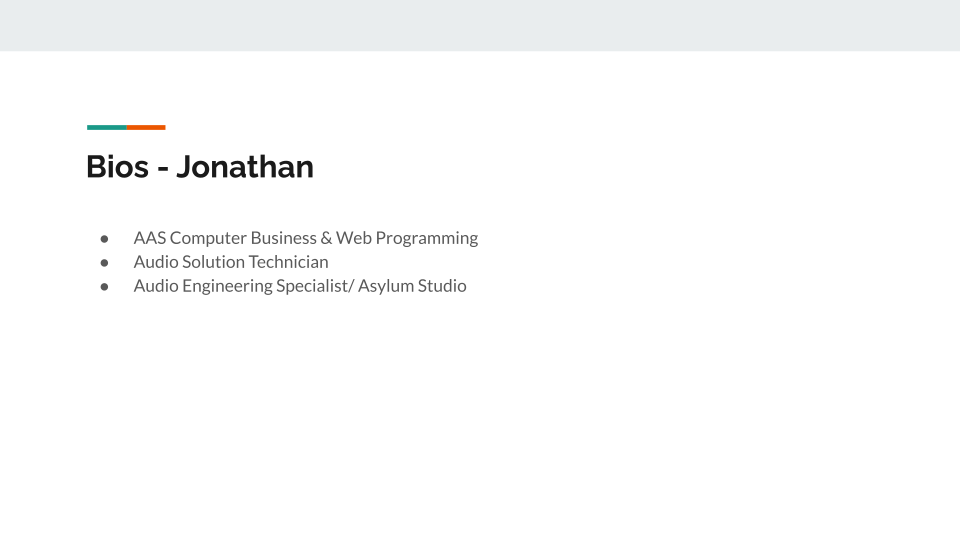 Bios - Jonathan
● AAS Computer Business & Web Programming
● Audio Solution Technician
● Audio Engineering Specialist/ Asylum Studio